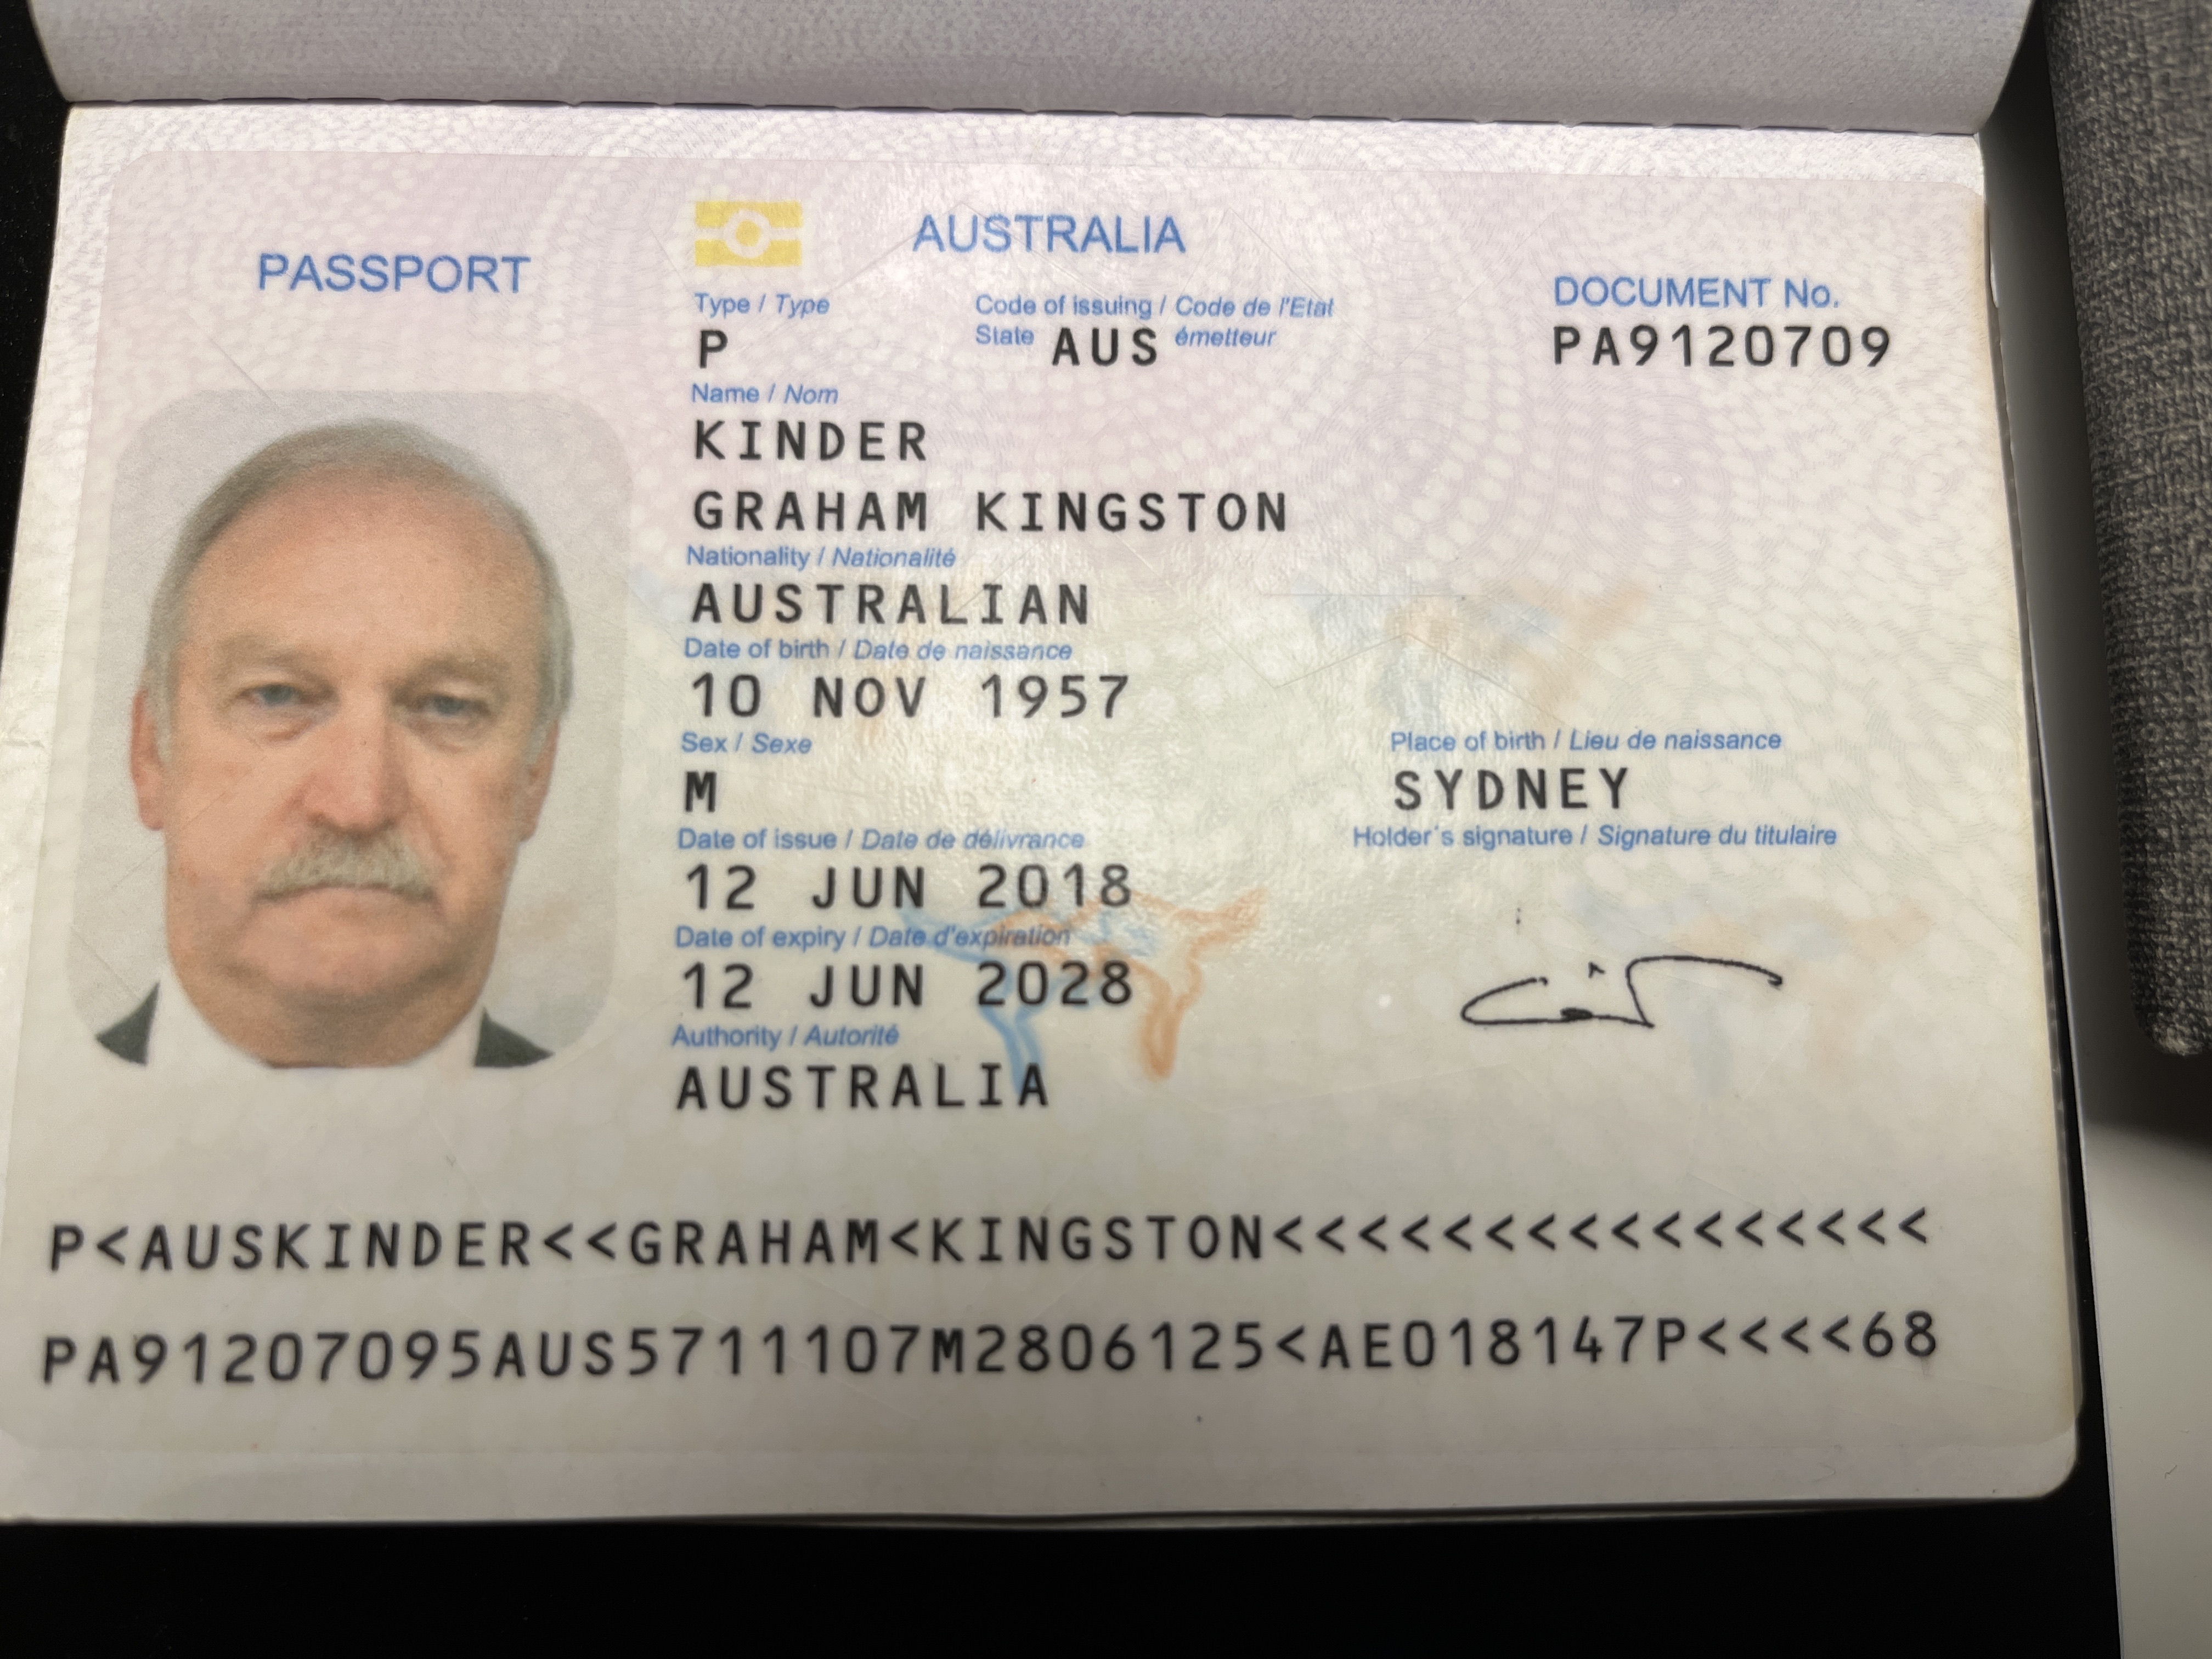 PASSPORT
AUSTRALIA
Type / Type
Code of issuing / Code de l'Etat
State AUS émetteur
DOCUMENT No.
P
PA9120709
Name / Nom
KINDER
GRAHAM KINGSTON
Nationality / Nationalité
AUSTRALIAN
Date of birth / Date de naissance
10 NOV 1957
Sex / Sexe
Place of birth / Lieu de naissance
M
SYDNEY
Date of issue / Date de délivrance
Holder's signature / Signature du titulaire
12 JUN 2018
Date of expiry / Date d'expiration
12 JUN 2028
Authority / Autorité
AUSTRALIA
P<AUSKINDER<<GRAHAM<KINGSTON<<<<<<<<<<<<<<<<
PA91207095AUS5711107M2806125<AE018147P<<<<68